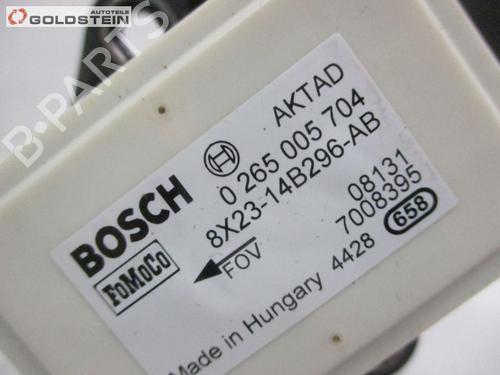 Autoteile
GOLDSTEIN
B-PARTS
AKTAD
BOSCH
0 265 005 704
8X23-14B296-AB
FoMoCo
FOV
08131
7008395
658
Made in Hungary 4428